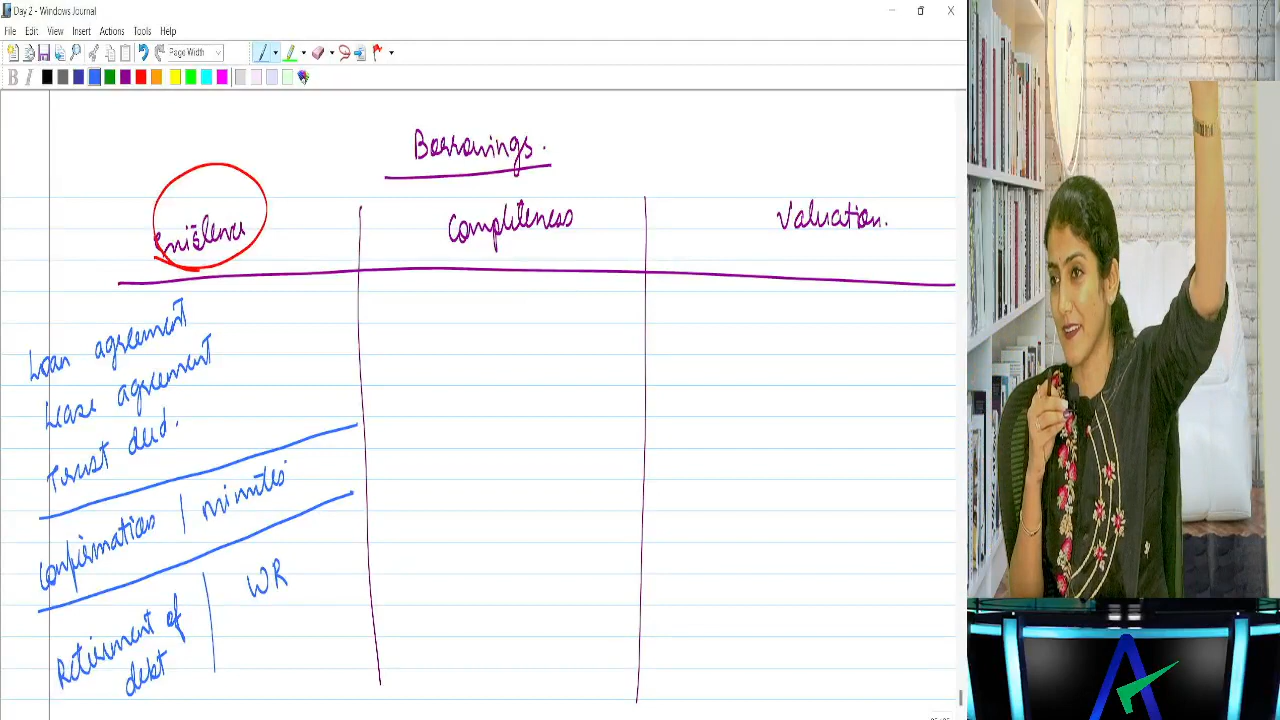 Day 2 - Windows Journal
File Edit View Insert Actions Tools Help
Page Width
B I
Borrowings.
Existence
Completeness
Valuation.
Loan agreement
Lease agreement
Trust deed.
Confirmation | minutes
Retirement of debt | WR